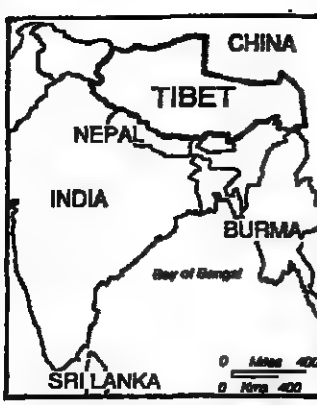 CHINA
TIBET
NEPAL
INDIA
BURMA
Bay of Bengal
0 Miles 400
0 Kms 400
SRI LANKA